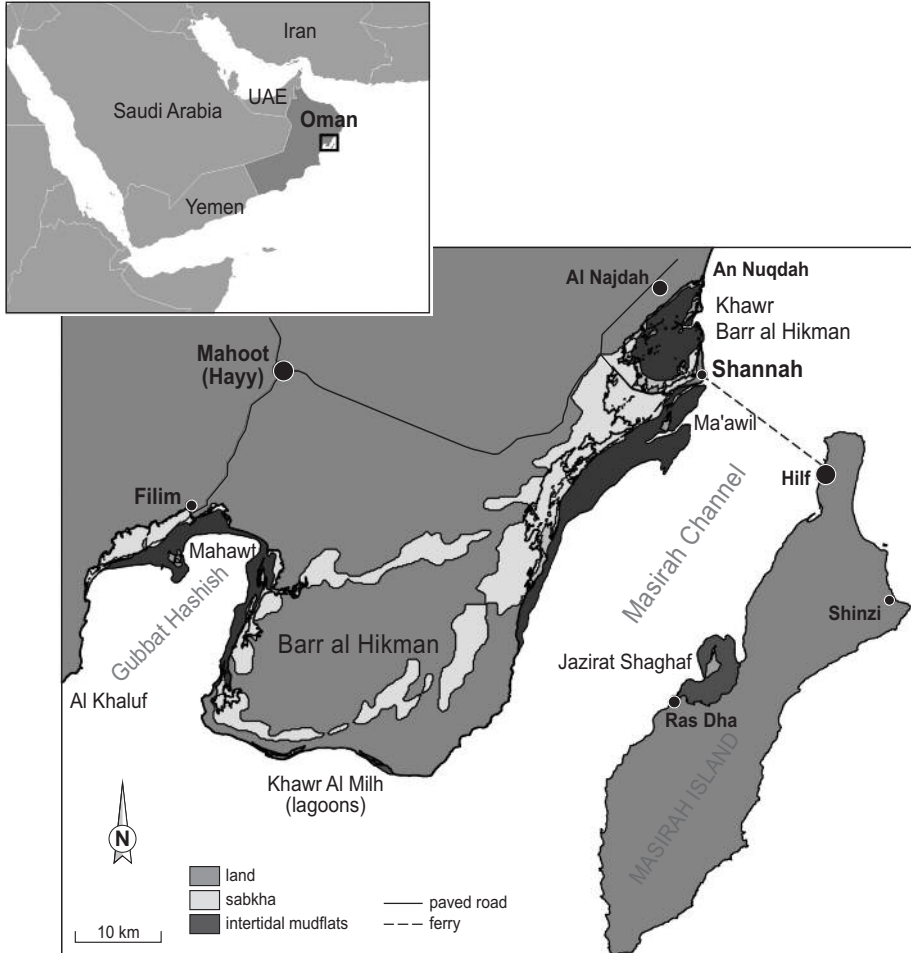 Iran
UAE
Saudi Arabia
Oman
Yemen
An Nuqdah
Al Najdah
Khawr
Barr al Hikman
Mahoot
(Hayy)
Shannah
Ma'awil
Hilf
Filim
Mahawt
Masirah Channel
Gubbat Hashish
Shinzi
Barr al Hikman
Jazirat Shaghaf
Al Khaluf
Ras Dha
Khawr Al Milh
(lagoons)
MASIRAH ISLAND
N
land
sabkha
intertidal mudflats
paved road
ferry
10 km